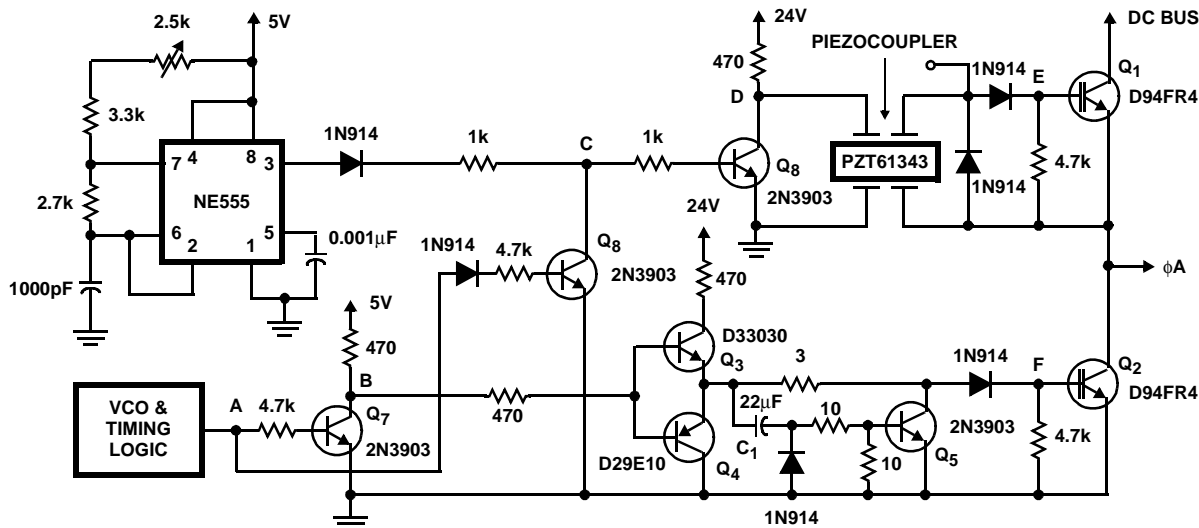 2.5k
5V
24V
DC BUS
470
PIEZOCOUPLER
1N914
E
Q1
D94FR4
3.3k
D
1N914
1k
C
1k
7
4
8
3
NE555
6
2
1
5
Q8
2N3903
PZT61343
1N914
4.7k
2.7k
24V
0.001µF
1N914
4.7k
Q8
2N3903
1000pF
470
ϕA
5V
470
D33030
Q3
B
3
1N914
F
Q2
D94FR4
VCO &
TIMING
LOGIC
A
4.7k
Q7
2N3903
470
22µF
C1
10
2N3903
4.7k
D29E10
Q4
10
Q5
1N914